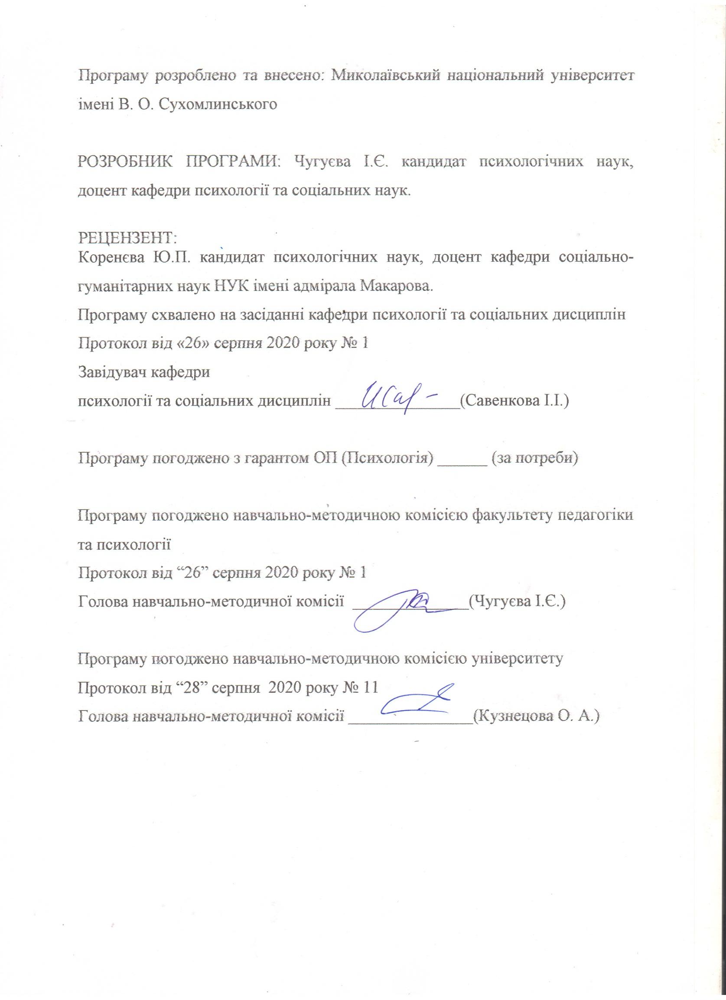 Програму розроблено та внесено: Миколаївський національний університет
імені В. О. Сухомлинського
РОЗРОБНИК ПРОГРАМИ: Чугуєва І.Є. кандидат психологічних наук,
доцент кафедри психології та соціальних наук.
РЕЦЕНЗЕНТ:
Коренєва Ю.П. кандидат психологічних наук, доцент кафедри соціально-
гуманітарних наук НУК імені адмірала Макарова.
Програму схвалено на засіданні кафедри психології та соціальних дисциплін
Протокол від «26» серпня 2020 року № 1
Завідувач кафедри
психології та соціальних дисциплін _______________(Савенкова І.І.)
Програму погоджено з гарантом ОП (Психологія) ______ (за потреби)
Програму погоджено навчально-методичною комісією факультету педагогіки
та психології
Протокол від “26” серпня 2020 року № 1
Голова навчально-методичної комісії ______________(Чугуєва І.Є.)
Програму погоджено навчально-методичною комісією університету
Протокол від “28” серпня 2020 року № 11
Голова навчально-методичної комісії _______________(Кузнецова О. А.)